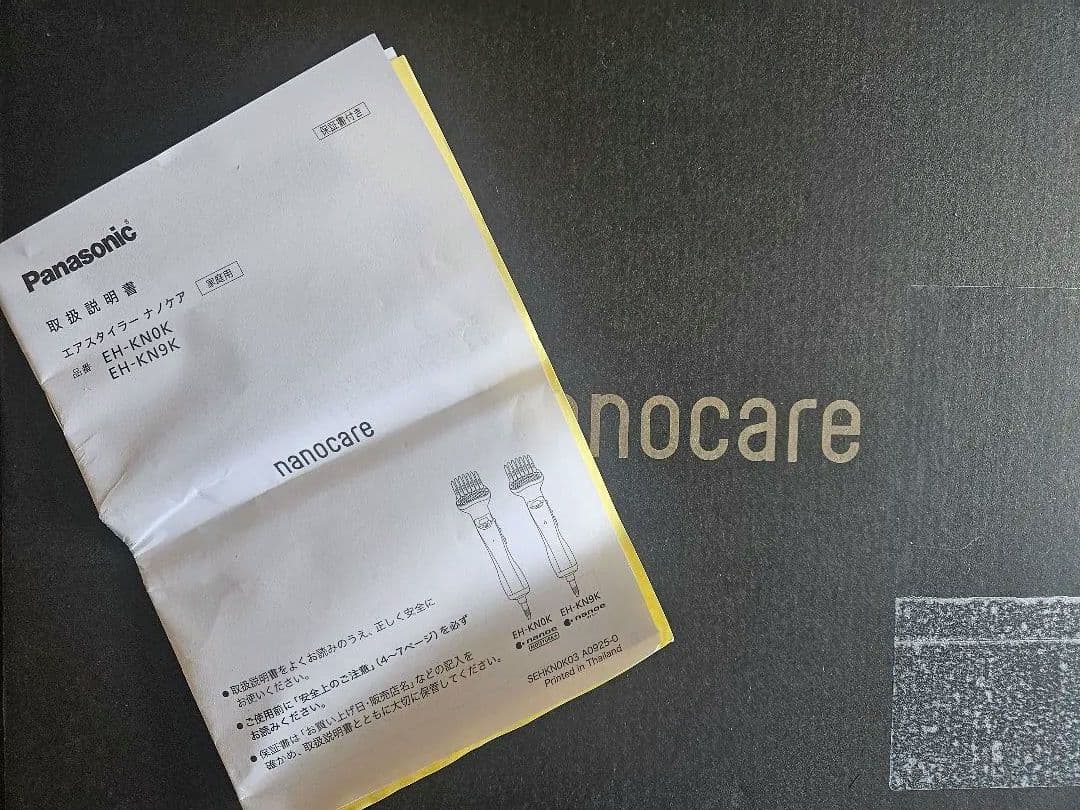 保証書付き
Panasonic®
取扱説明書
家庭用
エアスタイラー ナノケア
品番 EH-KN0K
EH-KN9K
nanocare
nanocare
EH-KN0K
nanoe
EH-KN9K
nanoe
SEHKN0K03 A0925-0
Printed in Thailand
●取扱説明書をよくお読みのうえ、正しく安全に
お使いください。
●ご使用前に「安全上のご注意」(4〜7ページ)を必ず
お読みください。
●保証書は「お買い上げ日・販売店名」などの記入を
確かめ、取扱説明書とともに大切に保管してください。